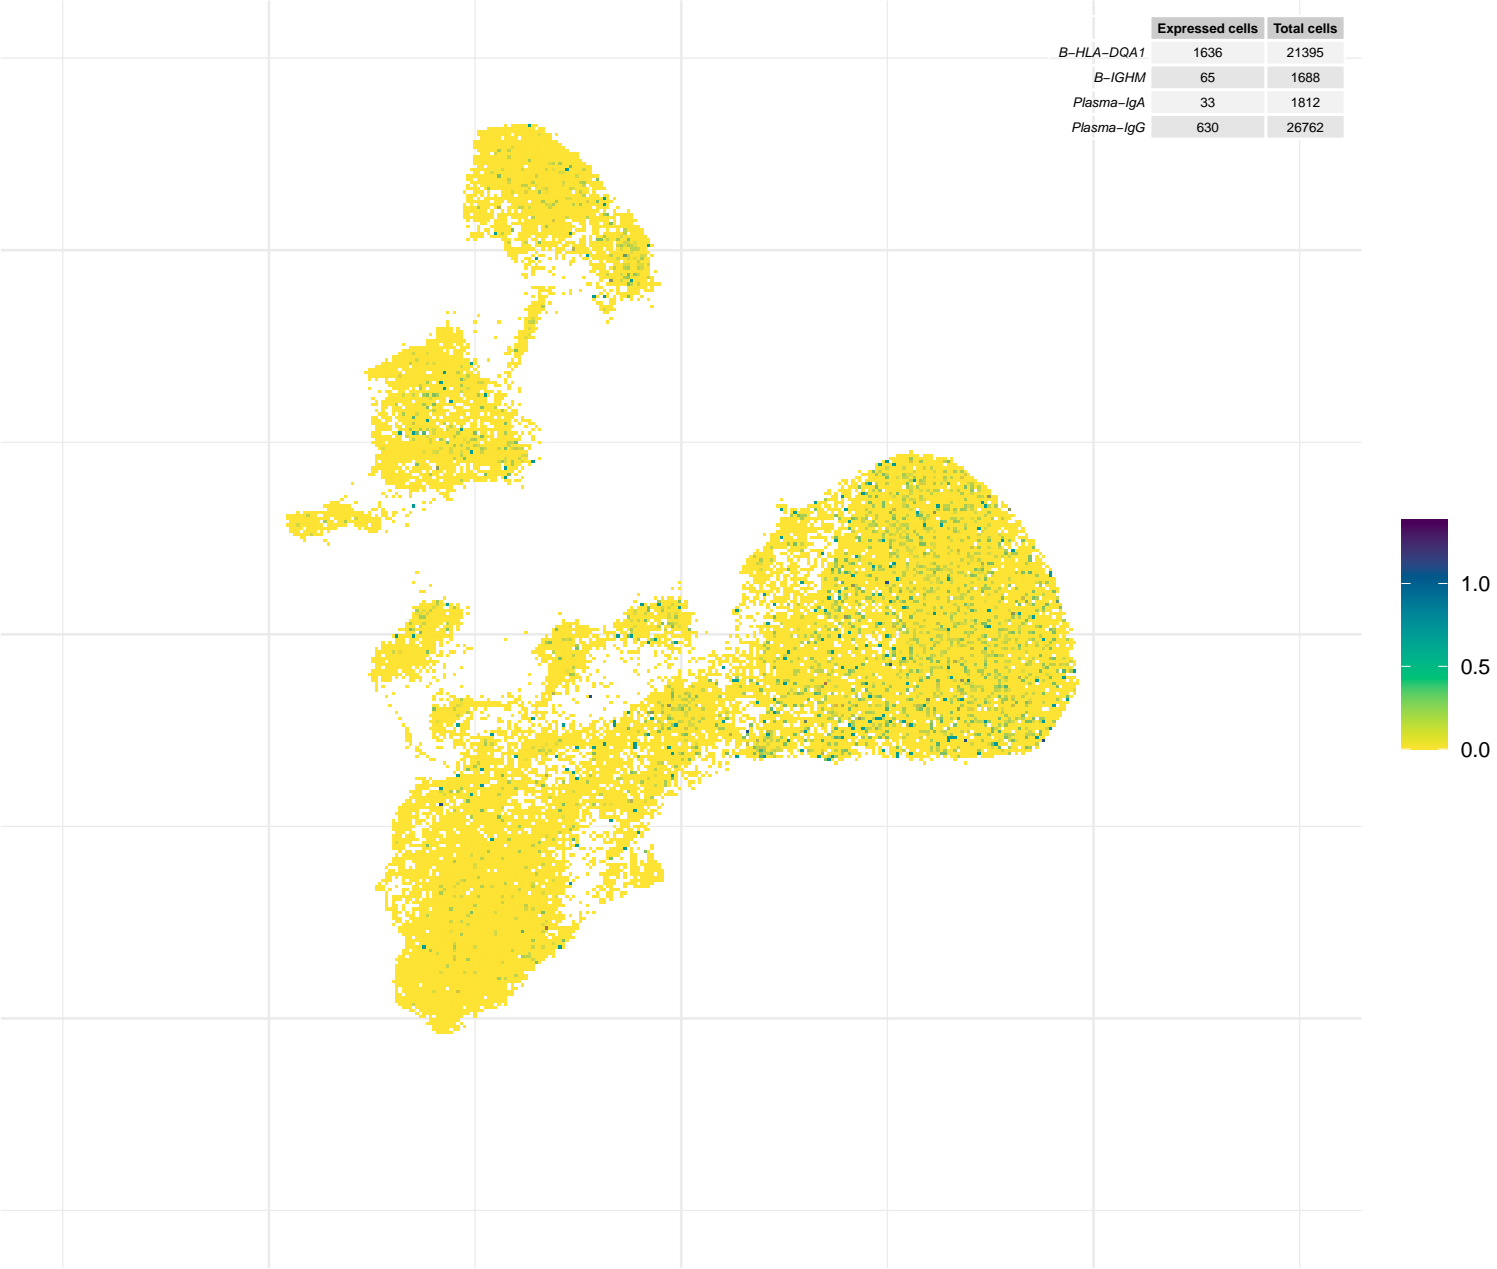 Expressed cells Total cells
B−HLA−DQA1 1636 21395
B−IGHM 65 1688
Plasma−IgA 33 1812
Plasma−IgG 630 26762
1.0
0.5
0.0